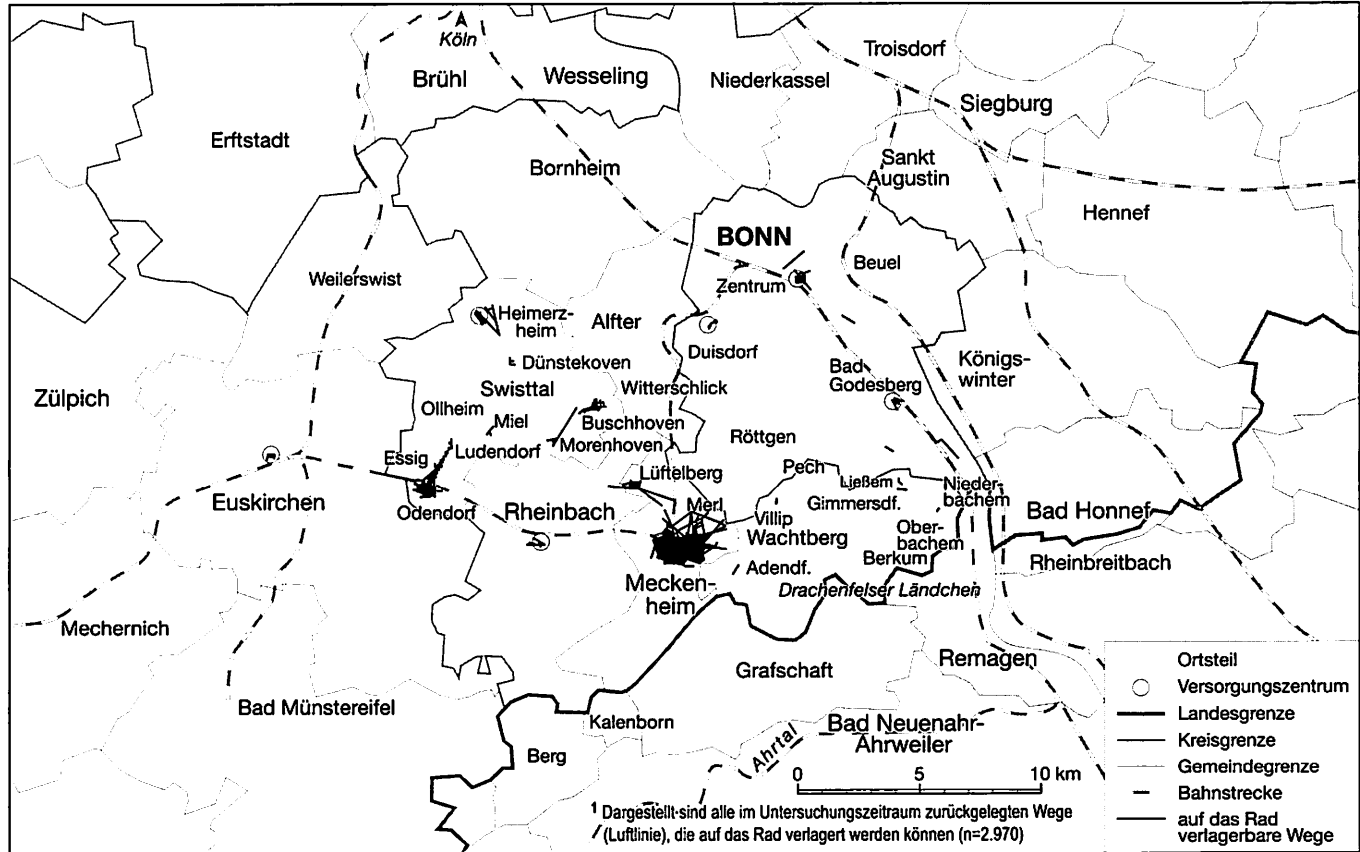 Köln
Brühl
Wesseling
Niederkassel
Troisdorf
Siegburg
Erftstadt
Bornheim
Sankt
Augustin
Hennef
BONN
Beuel
Zentrum
Weilerswist
Heimerz-
heim
Alfter
Duisdorf
Dünstekoven
Königs-
winter
Bad
Godesberg
Zülpich
Swisttal
Witterschlick
Ollheim
Miel
Buschhoven
Ludendorf
Morenhoven
Röttgen
Essig
Lüftelberg
Pech
Ließem
Nieder-
bachem
Gimmersdf.
Euskirchen
Odendorf
Rheinbach
Merl
Villip
Wachtberg
Ober-
bachem
Bad Honnef
Berkum
Rheinbreitbach
Adendf.
Mecken-
heim
Drachenfelser Ländchen
Mechernich
Grafschaft
Remagen
Bad Münstereifel
Kalenborn
Berg
Ahrtal
Bad Neuenahr-
Ahrweiler
0 5 10 km
1 Dargestellt sind alle im Untersuchungszeitraum zurückgelegten Wege
(Luftlinie), die auf das Rad verlagert werden können (n=2.970)
Ortsteil
Versorgungszentrum
Landesgrenze
Kreisgrenze
Gemeindegrenze
Bahnstrecke
auf das Rad
verlagerbare Wege